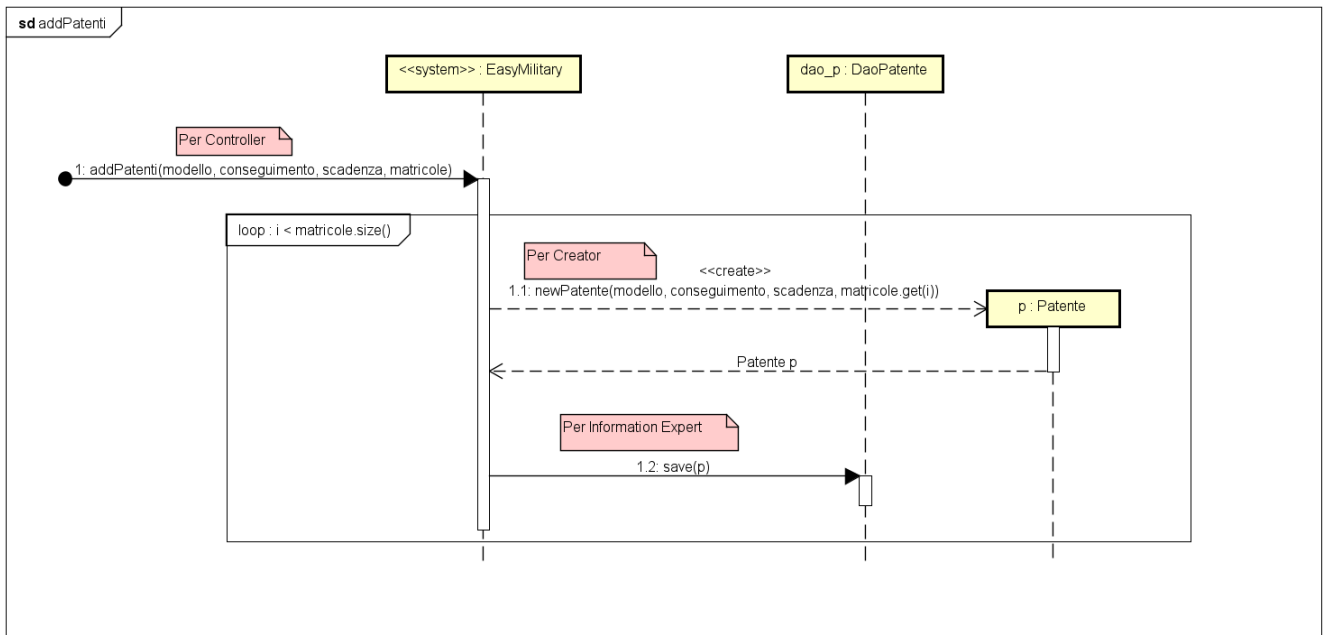 sd addPatenti
<<system>> : EasyMilitary
dao_p : DaoPatente
Per Controller
1: addPatenti(modello, conseguimento, scadenza, matricole)
loop : i < matricole.size()
Per Creator
<<create>>
1.1: newPatente(modello, conseguimento, scadenza, matricole.get(i))
p : Patente
Patente p
Per Information Expert
1.2: save(p)